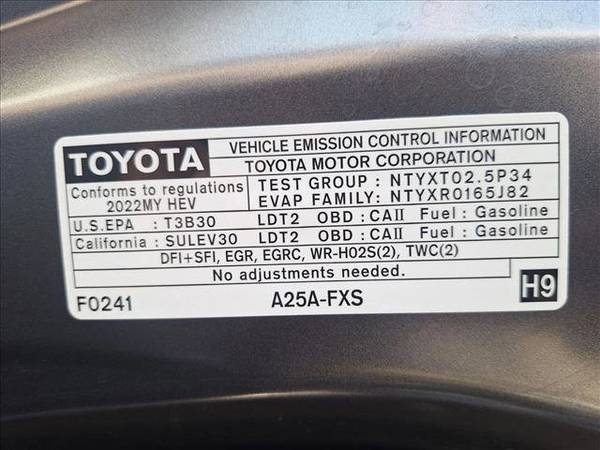 TOYOTA
VEHICLE EMISSION CONTROL INFORMATION
TOYOTA MOTOR CORPORATION
Conforms to regulations
2022MY HEV
TEST GROUP : NTYXT02.5P34
EVAP FAMILY: NTYXR0165J82
U.S.EPA : T3B30 LDT2 OBD : CAII Fuel : Gasoline
California : SULEV30 LDT2 OBD : CAII Fuel : Gasoline
DFI+SFI, EGR, EGRC, WR-HO2S(2), TWC(2)
No adjustments needed.
F0241 A25A-FXS H9